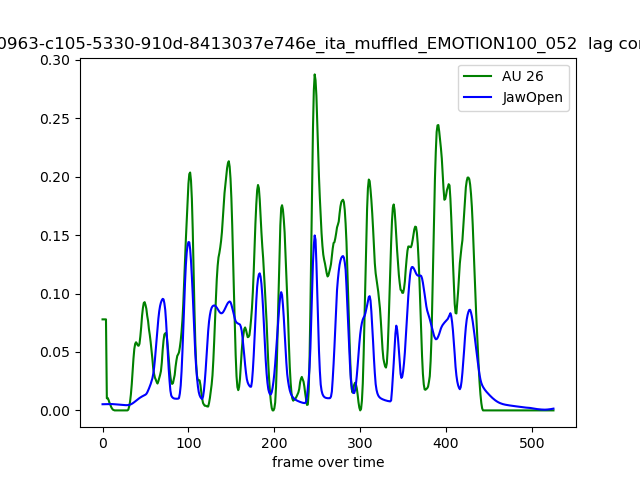 0963-c105-5330-910d-8413037e746e_ita_muffled_EMOTION100_052 lag
AU 26
JawOpen
0.30
0.25
0.20
0.15
0.10
0.05
0.00
0 100 200 300 400 500
frame over time